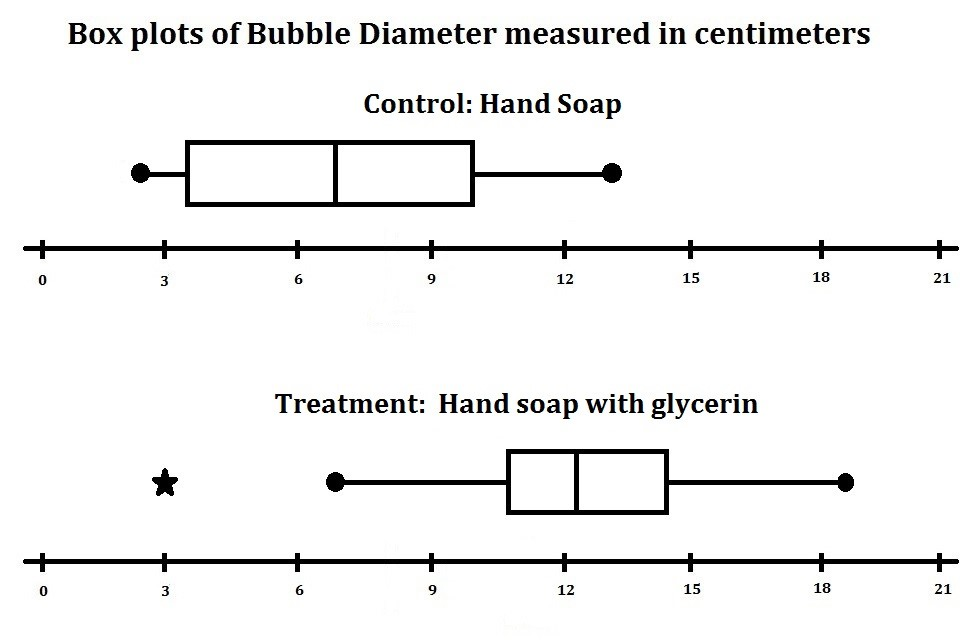 Box plots of Bubble Diameter measured in centimeters
Control: Hand Soap
0 3 6 9 12 15 18 21
Treatment: Hand soap with glycerin
0 3 6 9 12 15 18 21